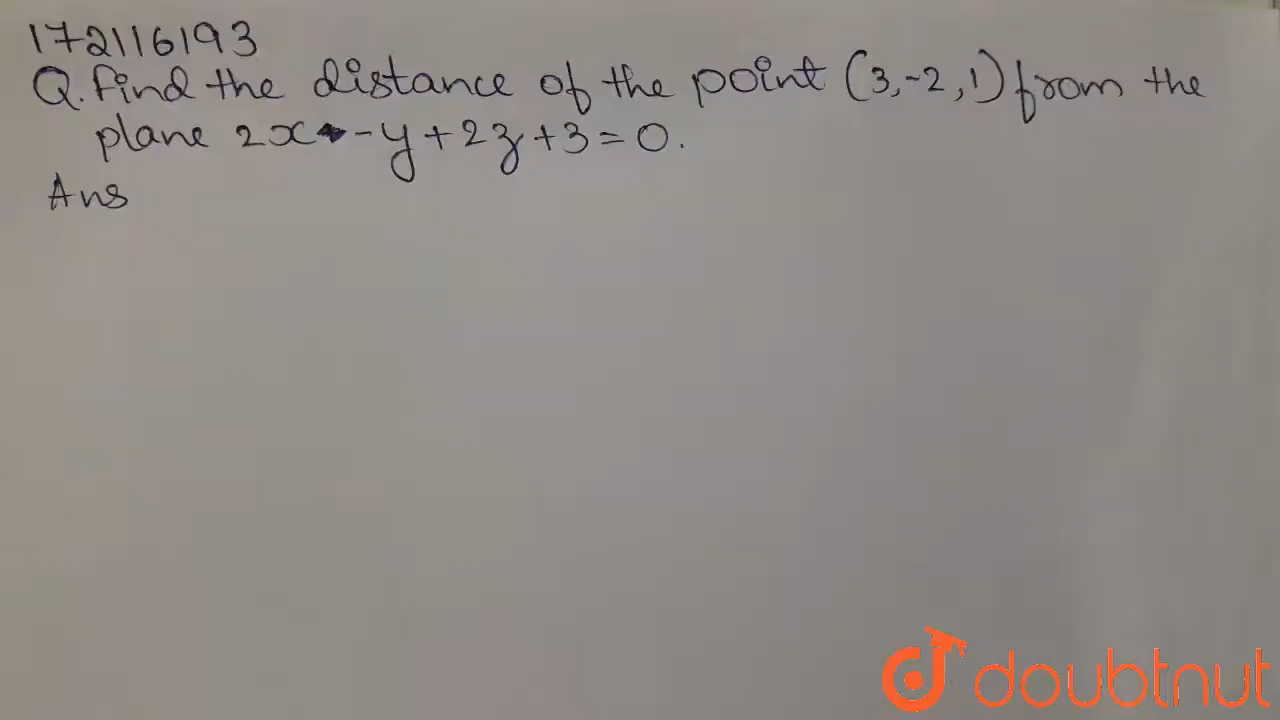 172116193
Q. Find the distance of the point (3,-2,1) from the
plane 2x-y+2z+3=0.
Ans
doubtnut